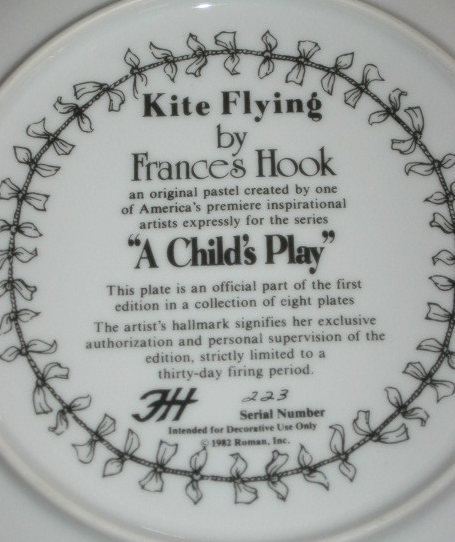 Kite Flying
by
Frances Hook
an original pastel created by one
of America's premiere inspirational
artists expressly for the series
"A Child's Play"
This plate is an official part of the first
edition in a collection of eight plates
The artist's hallmark signifies her exclusive
authorization and personal supervision of the
edition, strictly limited to a
thirty-day firing period.
FH 223
Serial Number
Intended for Decorative Use Only
© 1982 Roman, Inc.